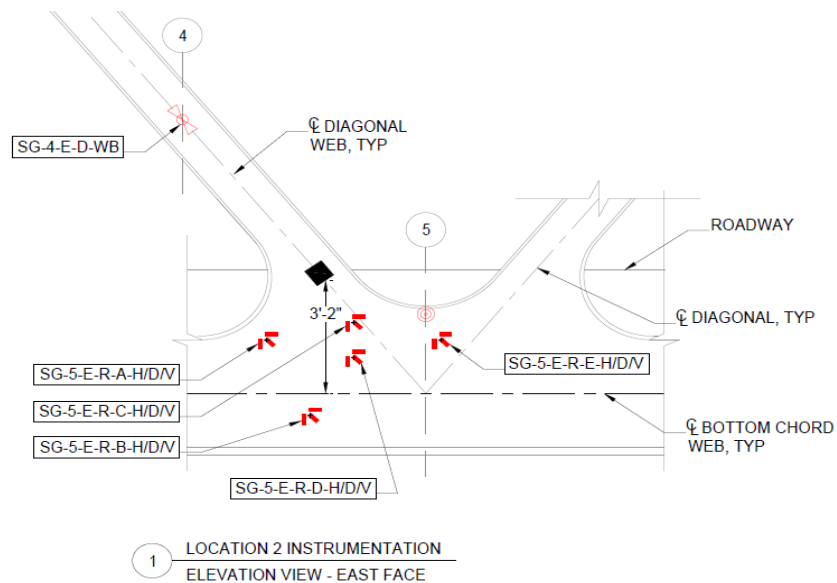 4
SG-4-E-D-WB
℄ DIAGONAL
WEB, TYP
5
ROADWAY
3'-2"
℄ DIAGONAL, TYP
SG-5-E-R-A-H/D/V
SG-5-E-R-E-H/D/V
SG-5-E-R-C-H/D/V
SG-5-E-R-B-H/D/V
℄ BOTTOM CHORD
WEB, TYP
SG-5-E-R-D-H/D/V
1
LOCATION 2 INSTRUMENTATION
ELEVATION VIEW - EAST FACE